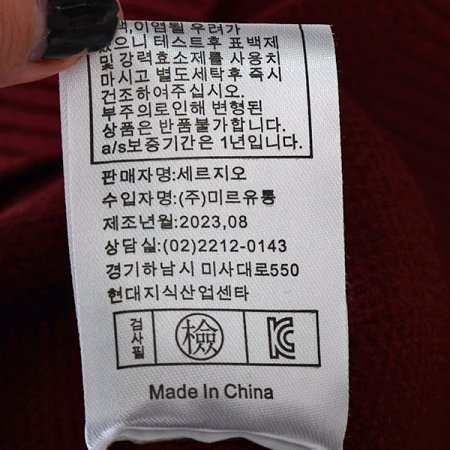 이염될 우려가
있으니 테스트후 표백제
및 강력효소제를 사용치
마시고 별도세탁후 즉시
건조하여주십시오.
부주의로인해 변형된
상품은 반품불가합니다.
a/s보증기간은 1년입니다.
판매자명:세르지오
수입자명:(주)미르유통
제조년월:2023,08
상담실:(02)2212-0143
경기하남시 미사대로550
현대지식산업센타
검사필 檢 KC
Made In China